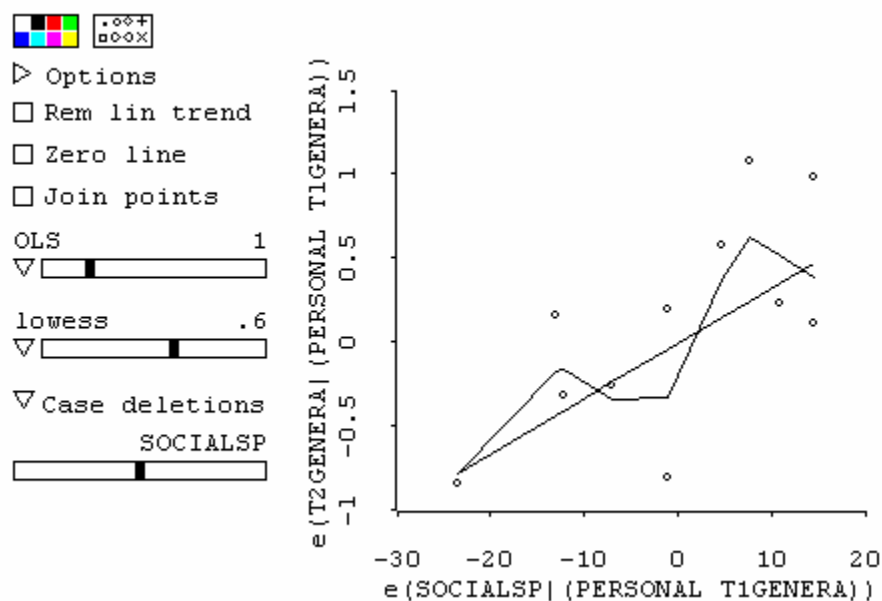 Options
Rem lin trend
Zero line
Join points
OLS 1
lowess .6
Case deletions
SOCIALSP
e(T2GENERA|(PERSONAL T1GENERA))
1.5
1
0.5
0
-0.5
-1
-30 -20 -10 0 10 20
e(SOCIALSP|(PERSONAL T1GENERA))